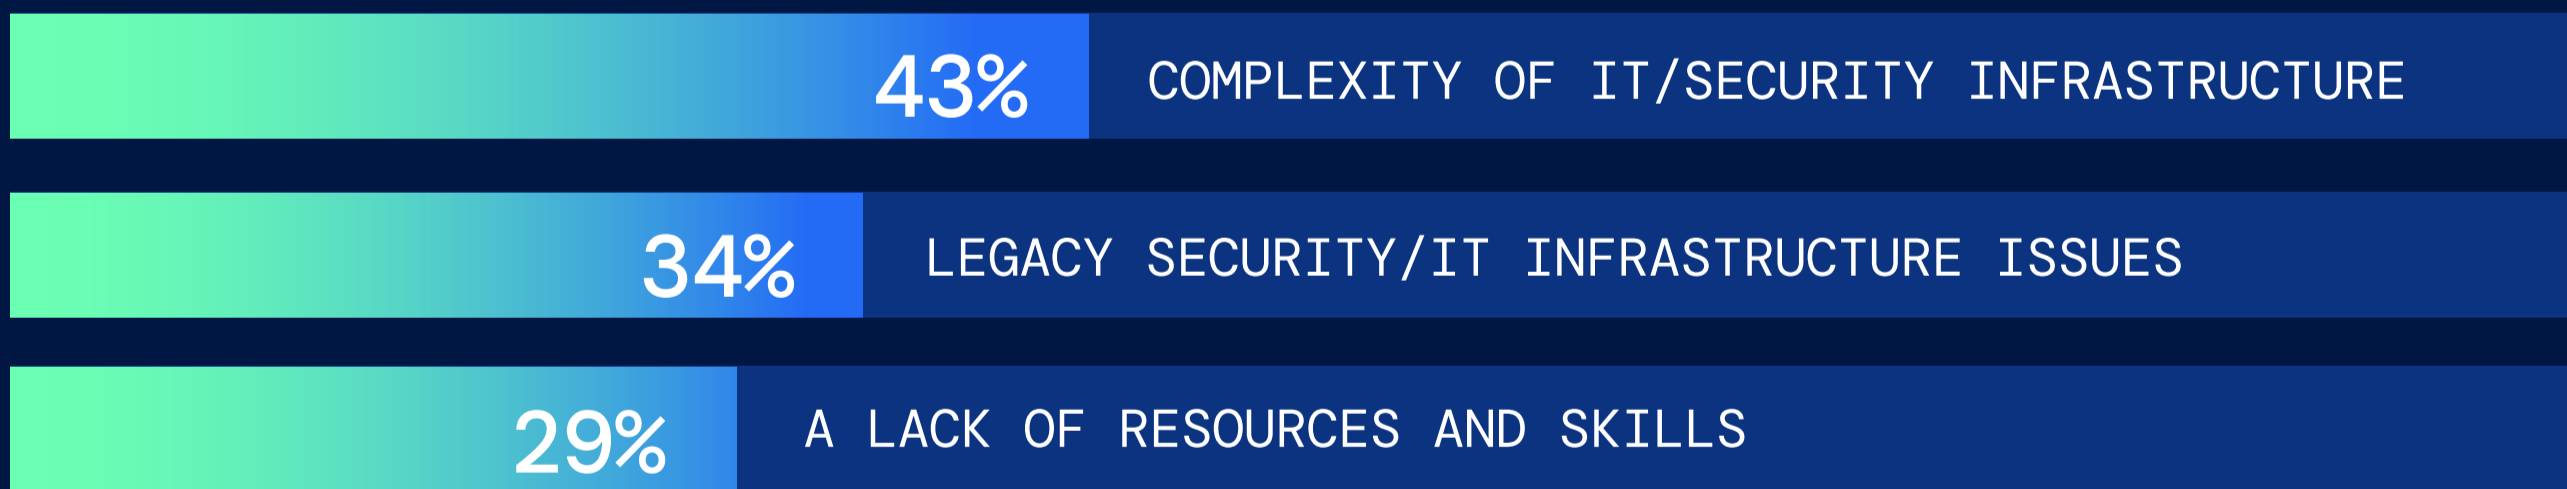 43% COMPLEXITY OF IT/SECURITY INFRASTRUCTURE
34% LEGACY SECURITY/IT INFRASTRUCTURE ISSUES
29% A LACK OF RESOURCES AND SKILLS